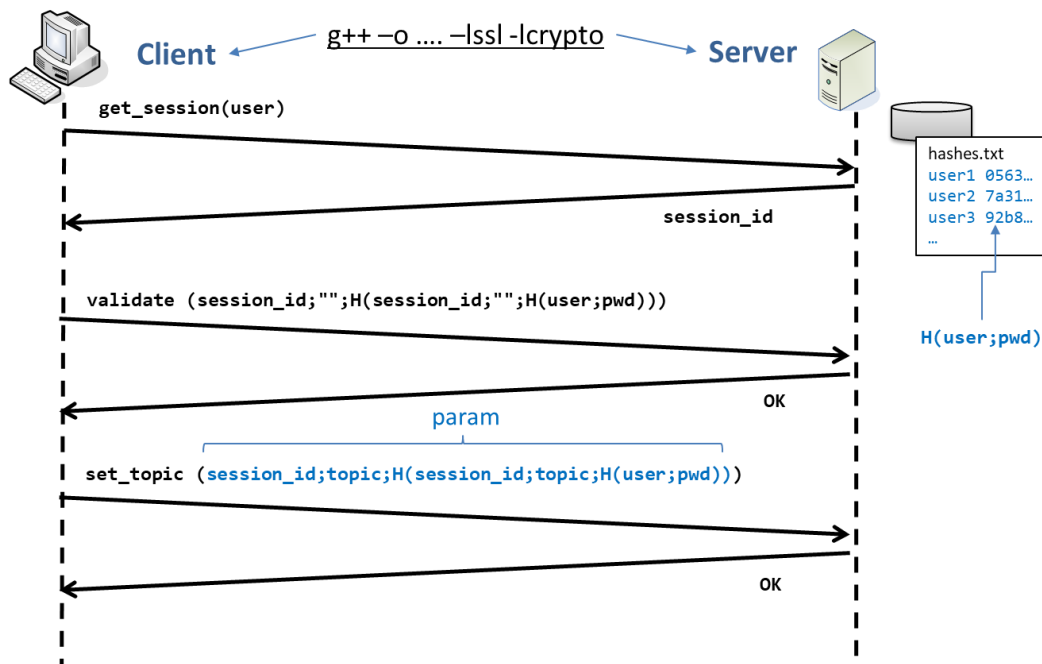 g++ –o …. –lssl -lcrypto
Client
Server
get_session(user)
hashes.txt
user1 0563…
user2 7a31…
user3 92b8…
…
session_id
validate (session_id;"";H(session_id;"";H(user;pwd)))
H(user;pwd)
OK
param
set_topic (session_id;topic;H(session_id;topic;H(user;pwd)))
OK